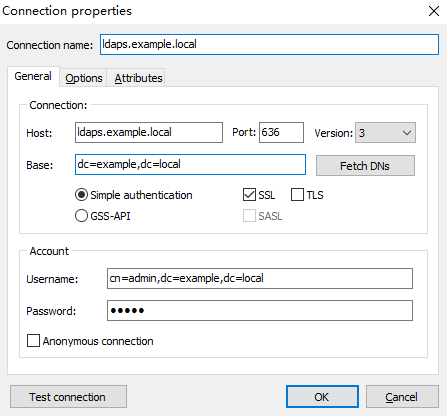 Connection properties
Connection name: ldaps.example.local
General Options Attributes
Connection:
Host: ldaps.example.local Port: 636 Version: 3
Base: dc=example,dc=local Fetch DNs
Simple authentication SSL TLS
GSS-API SASL
Account
Username: cn=admin,dc=example,dc=local
Password: •••••
Anonymous connection
Test connection OK Cancel